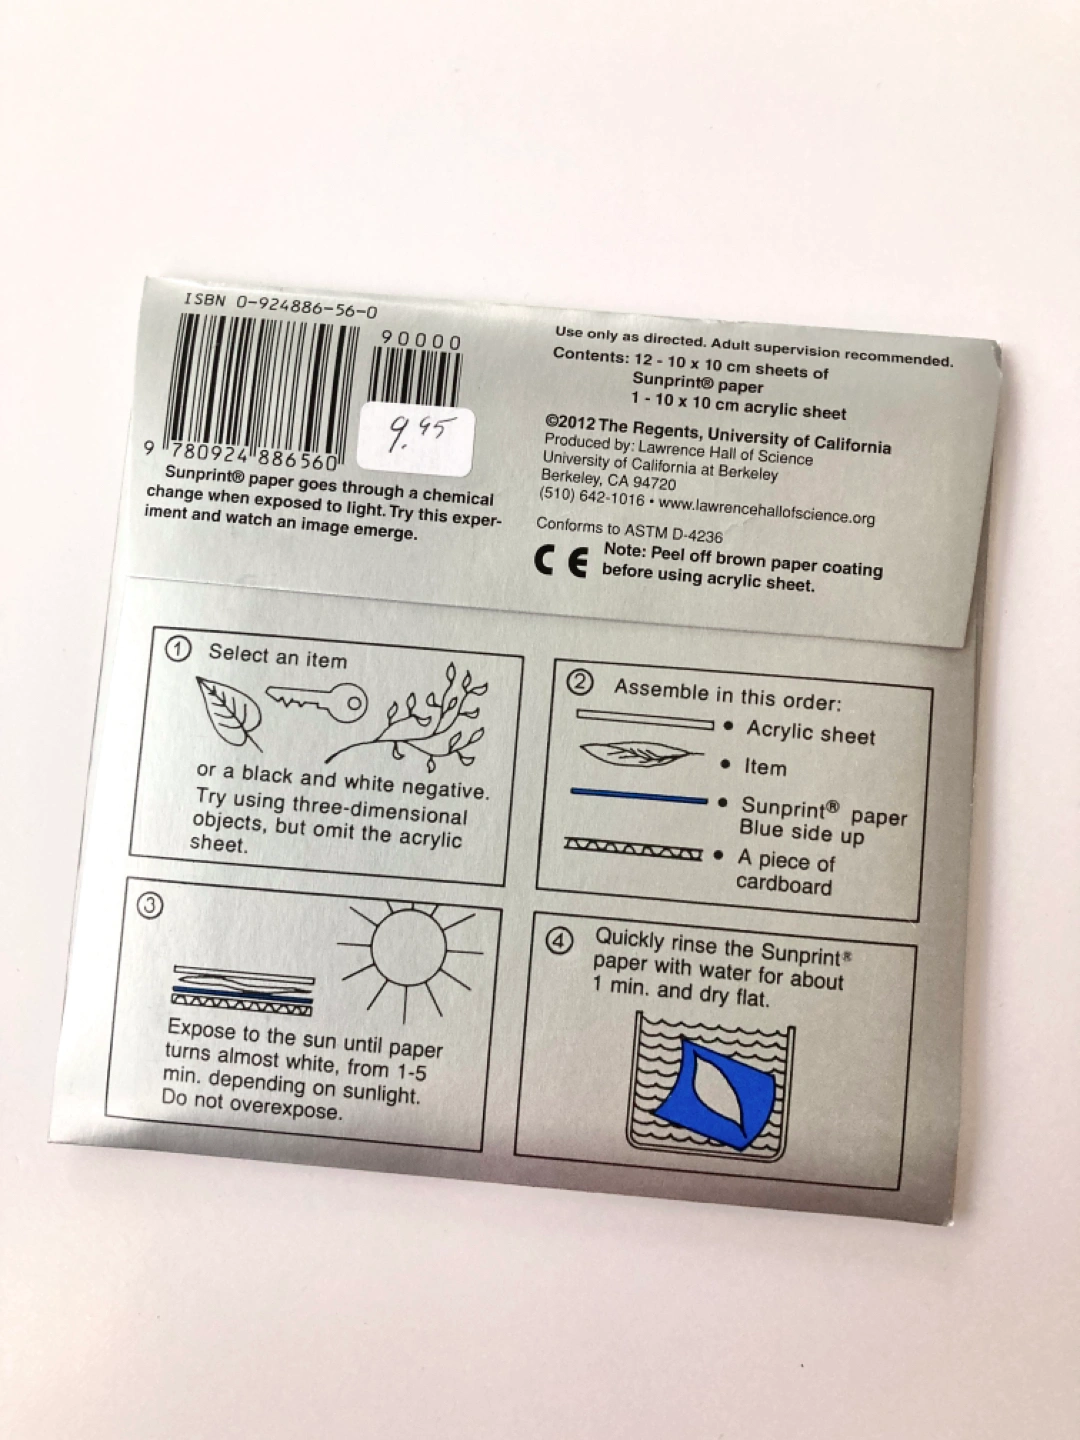 ISBN 0-924886-56-0
90000
9.95
9 780924 886560
Sunprint® paper goes through a chemical
change when exposed to light. Try this exper-
iment and watch an image emerge.
Use only as directed. Adult supervision recommended.
Contents: 12 - 10 x 10 cm sheets of
Sunprint® paper
1 - 10 x 10 cm acrylic sheet
©2012 The Regents, University of California
Produced by: Lawrence Hall of Science
University of California at Berkeley
Berkeley, CA 94720
(510) 642-1016 • www.lawrencehallofscience.org
Conforms to ASTM D-4236
CE Note: Peel off brown paper coating
before using acrylic sheet.
1 Select an item
or a black and white negative.
Try using three-dimensional
objects, but omit the acrylic
sheet.
2 Assemble in this order:
• Acrylic sheet
• Item
• Sunprint® paper
Blue side up
• A piece of
cardboard
3
Expose to the sun until paper
turns almost white, from 1-5
min. depending on sunlight.
Do not overexpose.
4 Quickly rinse the Sunprint®
paper with water for about
1 min. and dry flat.